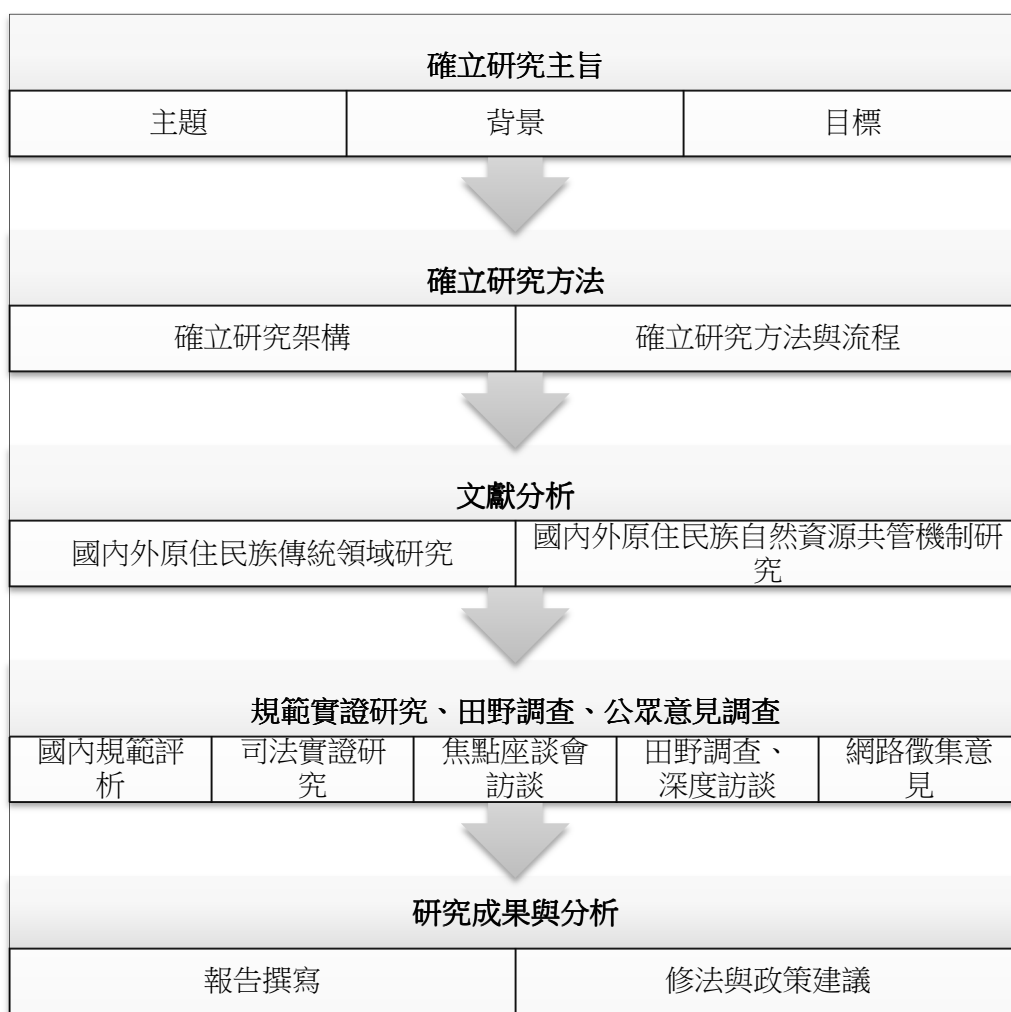 確立研究主旨
主題
背景
目標
確立研究方法
確立研究架構
確立研究方法與流程
文獻分析
國內外原住民族傳統領域研究
國內外原住民族自然資源共管機制研
究
規範實證研究、田野調查、公眾意見調查
國內規範評
析
司法實證研
究
焦點座談會
訪談
田野調查、
深度訪談
網路徵集意
見
研究成果與分析
報告撰寫
修法與政策建議